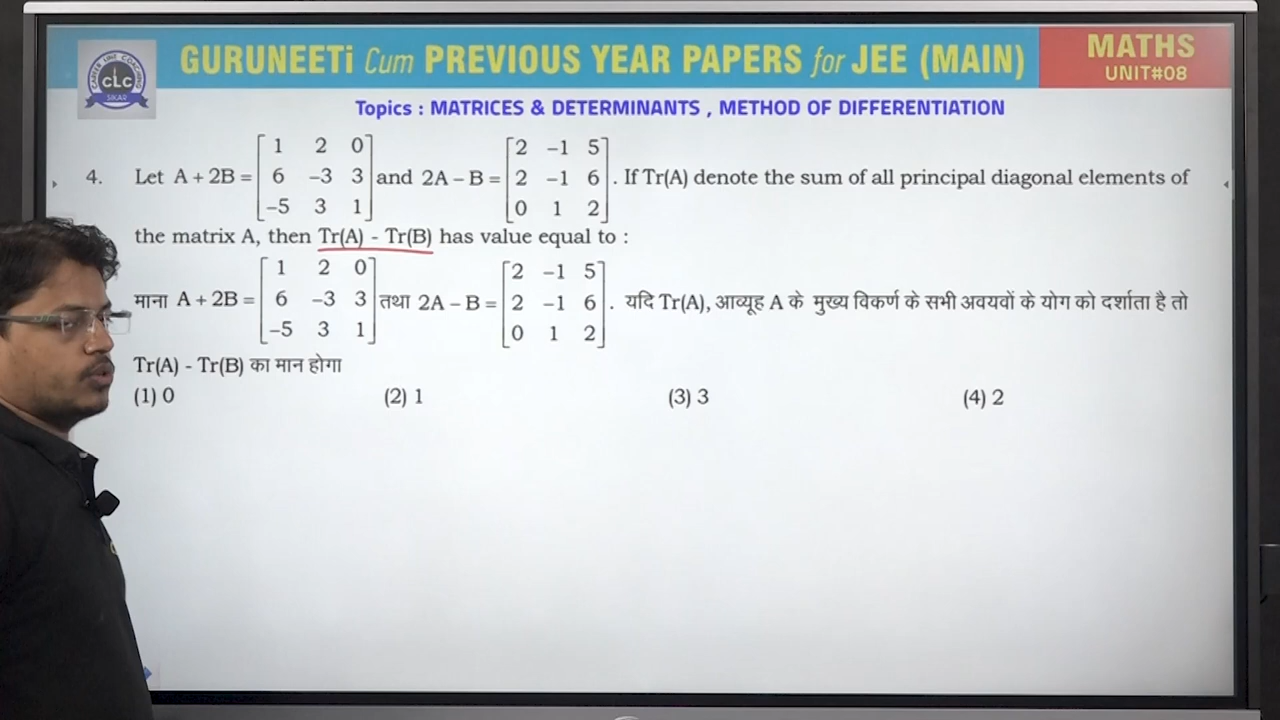 GURUNEETi Cum PREVIOUS YEAR PAPERS for JEE (MAIN)
MATHS
UNIT#08
CAREER LINE COACHING
CLC
SIKAR
Topics : MATRICES & DETERMINANTS , METHOD OF DIFFERENTIATION
4. Let A + 2B = [1 2 0; 6 –3 3; –5 3 1] and 2A – B = [2 –1 5; 2 –1 6; 0 1 2]. If Tr(A) denote the sum of all principal diagonal elements of
the matrix A, then Tr(A) - Tr(B) has value equal to :
माना A + 2B = [1 2 0; 6 –3 3; –5 3 1] तथा 2A – B = [2 –1 5; 2 –1 6; 0 1 2]. यदि Tr(A), आव्यूह A के मुख्य विकर्ण के सभी अवयवों के योग को दर्शाता है तो
Tr(A) - Tr(B) का मान होगा
(1) 0 (2) 1 (3) 3 (4) 2